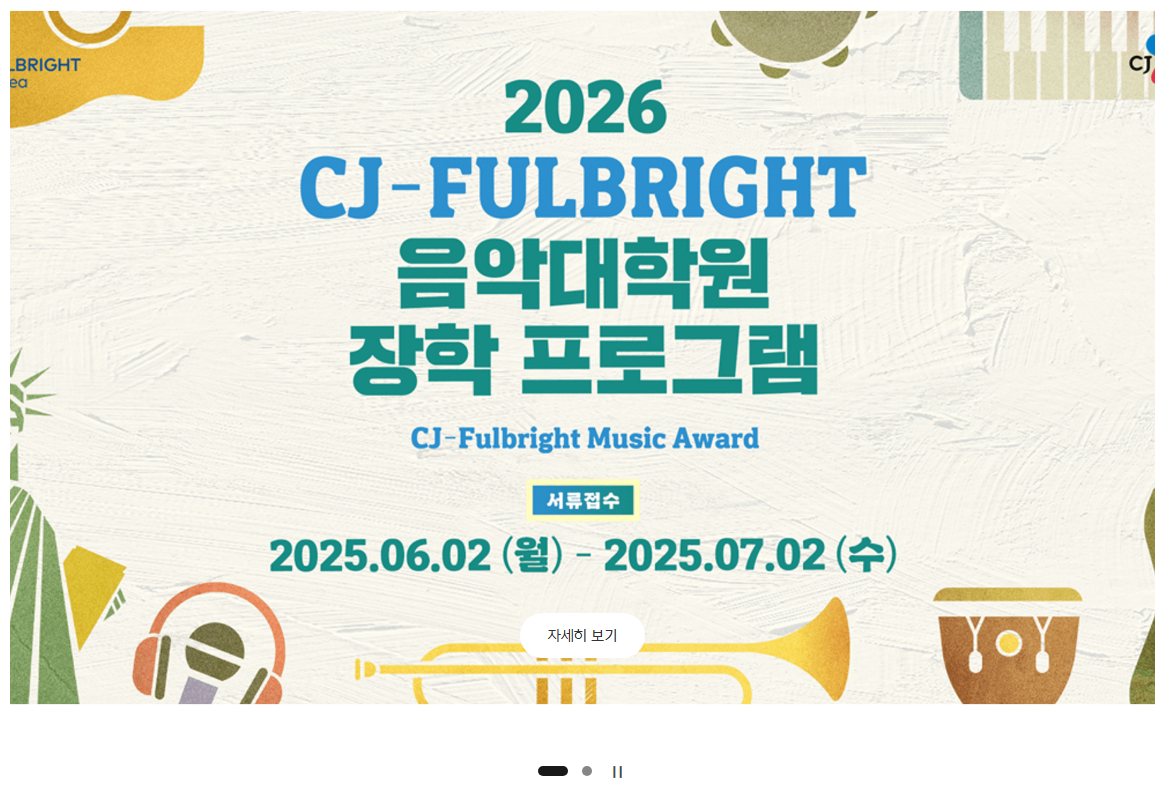 LBRIGHT
ea
CJ
2026
CJ-FULBRIGHT
음악대학원
장학 프로그램
CJ-Fulbright Music Award
서류접수
2025.06.02 (월) - 2025.07.02 (수)
자세히 보기